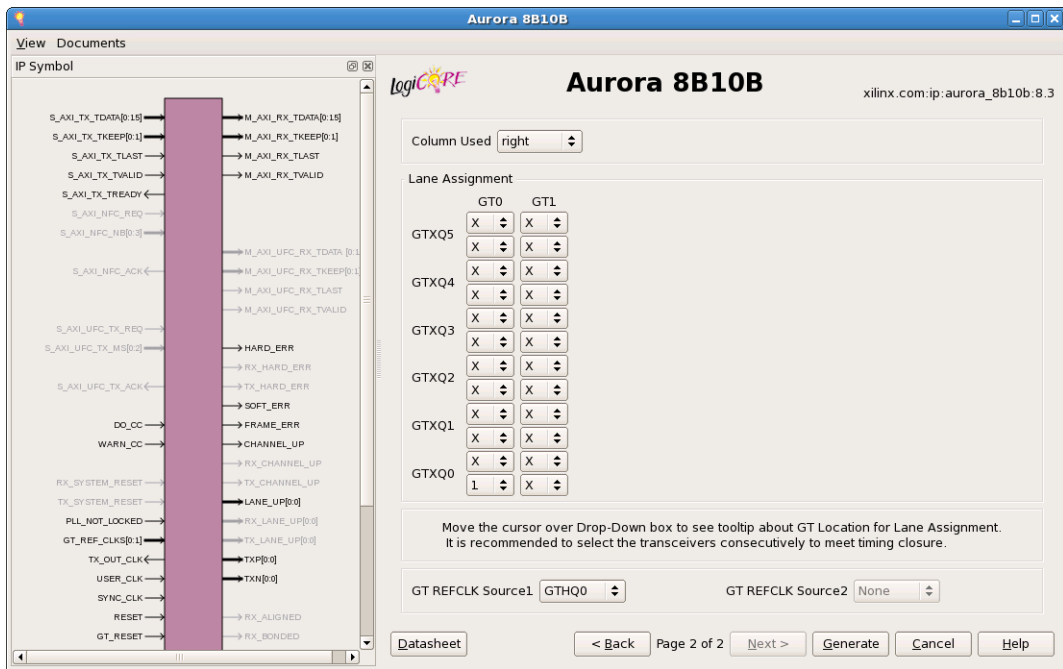 Aurora 8B10B
View Documents
IP Symbol
S_AXI_TX_TDATA[0:15]
S_AXI_TX_TKEEP[0:1]
S_AXI_TX_TLAST
S_AXI_TX_TVALID
S_AXI_TX_TREADY
S_AXI_NFC_REQ
S_AXI_NFC_NB[0:3]
S_AXI_NFC_ACK
S_AXI_UFC_TX_REQ
S_AXI_UFC_TX_MS[0:2]
S_AXI_UFC_TX_ACK
DO_CC
WARN_CC
RX_SYSTEM_RESET
TX_SYSTEM_RESET
PLL_NOT_LOCKED
GT_REF_CLKS[0:1]
TX_OUT_CLK
USER_CLK
SYNC_CLK
RESET
GT_RESET
M_AXI_RX_TDATA[0:15]
M_AXI_RX_TKEEP[0:1]
M_AXI_RX_TLAST
M_AXI_RX_TVALID
M_AXI_UFC_RX_TDATA [0:1
M_AXI_UFC_RX_TKEEP[0:1
M_AXI_UFC_RX_TLAST
M_AXI_UFC_RX_TVALID
HARD_ERR
RX_HARD_ERR
TX_HARD_ERR
SOFT_ERR
FRAME_ERR
CHANNEL_UP
RX_CHANNEL_UP
TX_CHANNEL_UP
LANE_UP[0:0]
RX_LANE_UP[0:0]
TX_LANE_UP[0:0]
TXP[0:0]
TXN[0:0]
RX_ALIGNED
RX_BONDED
LogiCORE
Aurora 8B10B
xilinx.com:ip:aurora_8b10b:8.3
Column Used right
Lane Assignment
GT0 GT1
GTXQ5
X X
X X
GTXQ4
X X
X X
GTXQ3
X X
X X
GTXQ2
X X
X X
GTXQ1
X X
X X
GTXQ0
X X
1 X
Move the cursor over Drop-Down box to see tooltip about GT Location for Lane Assignment.
It is recommended to select the transceivers consecutively to meet timing closure.
GT REFCLK Source1 GTHQ0 GT REFCLK Source2 None
Datasheet < Back Page 2 of 2 Next > Generate Cancel Help